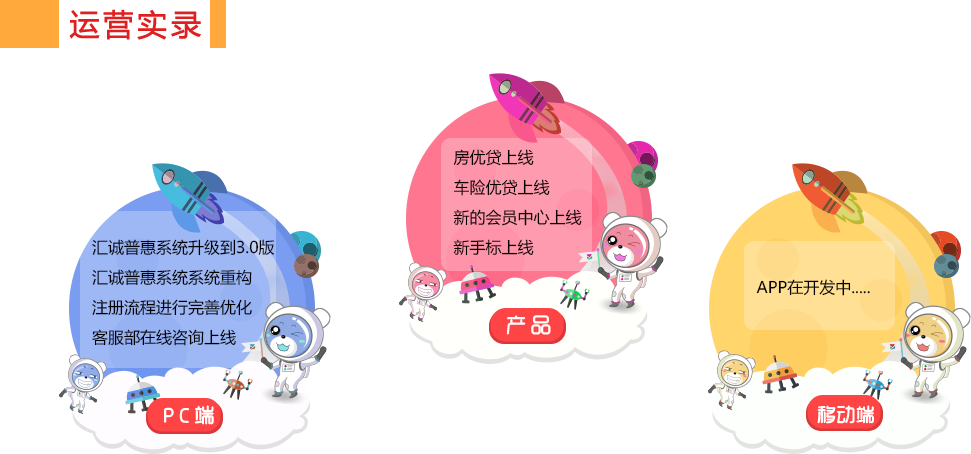 运营实录
汇诚普惠系统升级到3.0版
汇诚普惠系统系统重构
注册流程进行完善优化
客服部在线咨询上线
PC端
房优贷上线
车险优贷上线
新的会员中心上线
新手标上线
产品
APP在开发中.....
移动端